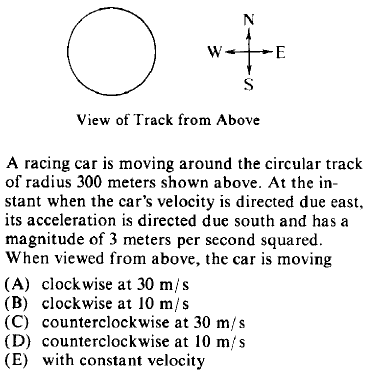 N
W E
S
View of Track from Above
A racing car is moving around the circular track
of radius 300 meters shown above. At the in-
stant when the car's velocity is directed due east,
its acceleration is directed due south and has a
magnitude of 3 meters per second squared.
When viewed from above, the car is moving
(A) clockwise at 30 m/s
(B) clockwise at 10 m/s
(C) counterclockwise at 30 m/s
(D) counterclockwise at 10 m/s
(E) with constant velocity